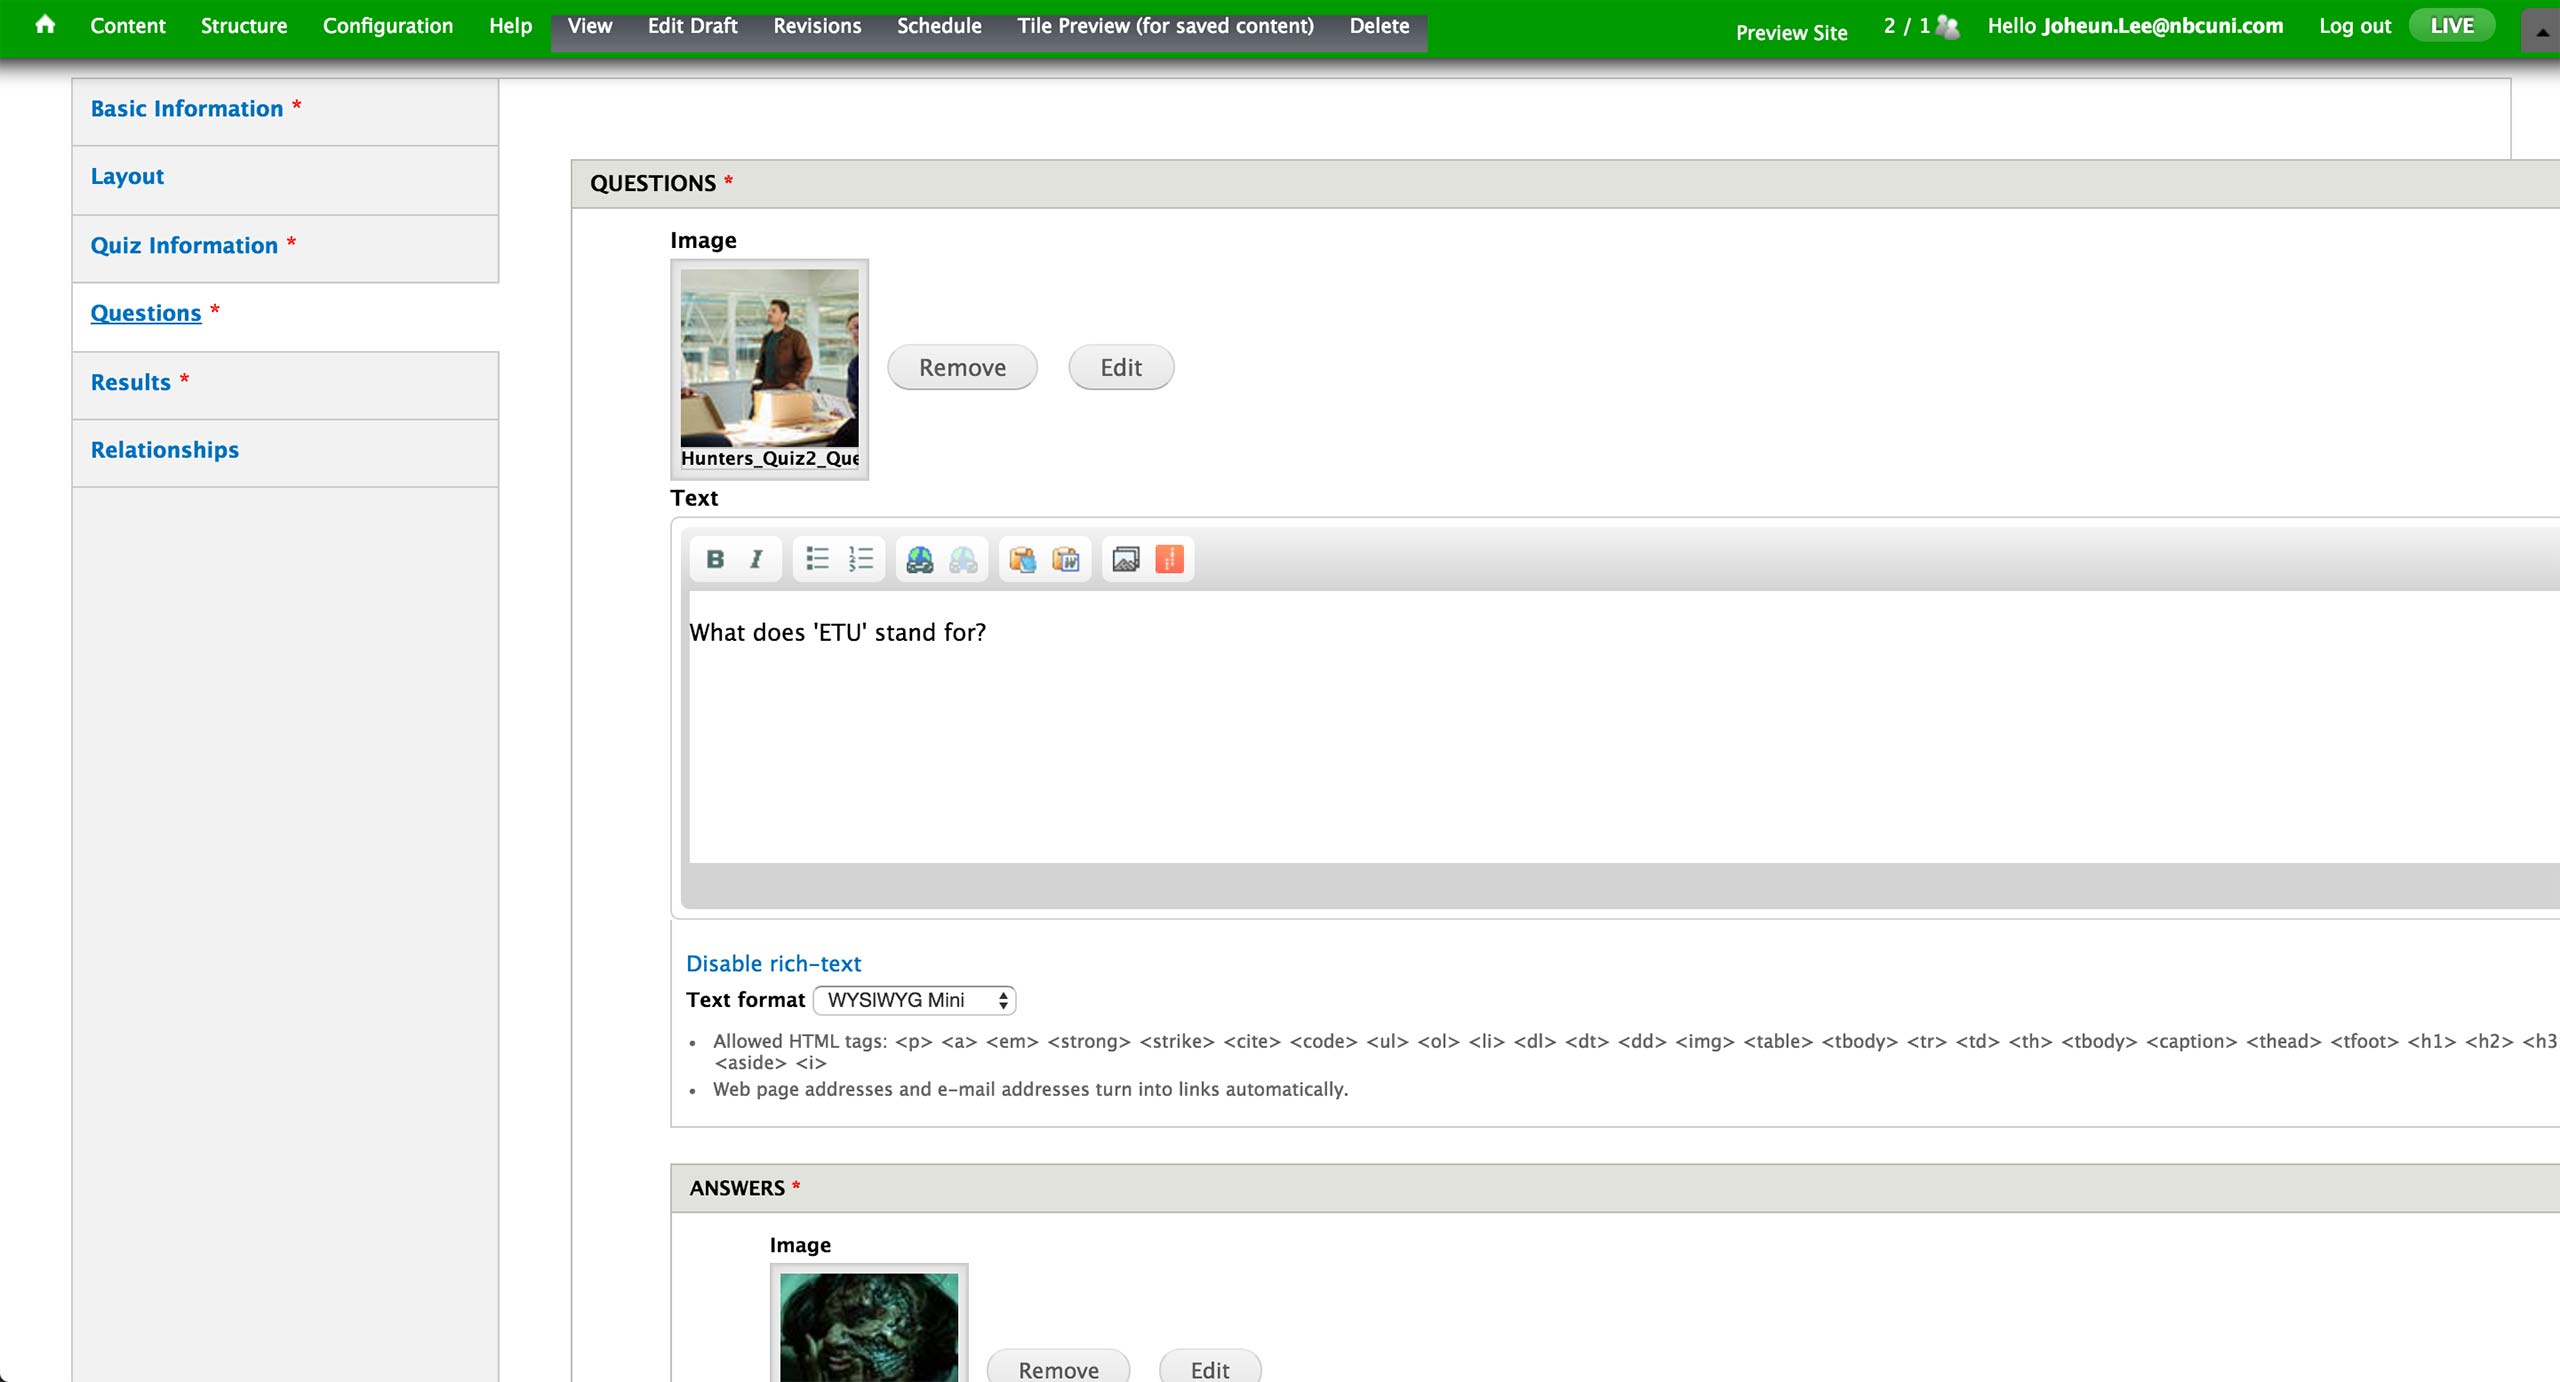 Content Structure Configuration Help View Edit Draft Revisions Schedule Tile Preview (for saved content) Delete Preview Site 2 / 1 Hello Joheun.Lee@nbcuni.com Log out LIVE
Basic Information *
Layout
Quiz Information *
Questions *
Results *
Relationships
QUESTIONS *
Image
Hunters_Quiz2_Que
Remove Edit
Text
B I
What does 'ETU' stand for?
Disable rich-text
Text format WYSIWYG Mini
• Allowed HTML tags: <p> <a> <em> <strong> <strike> <cite> <code> <ul> <ol> <li> <dl> <dt> <dd> <img> <table> <tbody> <tr> <td> <th> <tbody> <caption> <thead> <tfoot> <h1> <h2> <h3
<aside> <i>
• Web page addresses and e-mail addresses turn into links automatically.
ANSWERS *
Image
Remove Edit